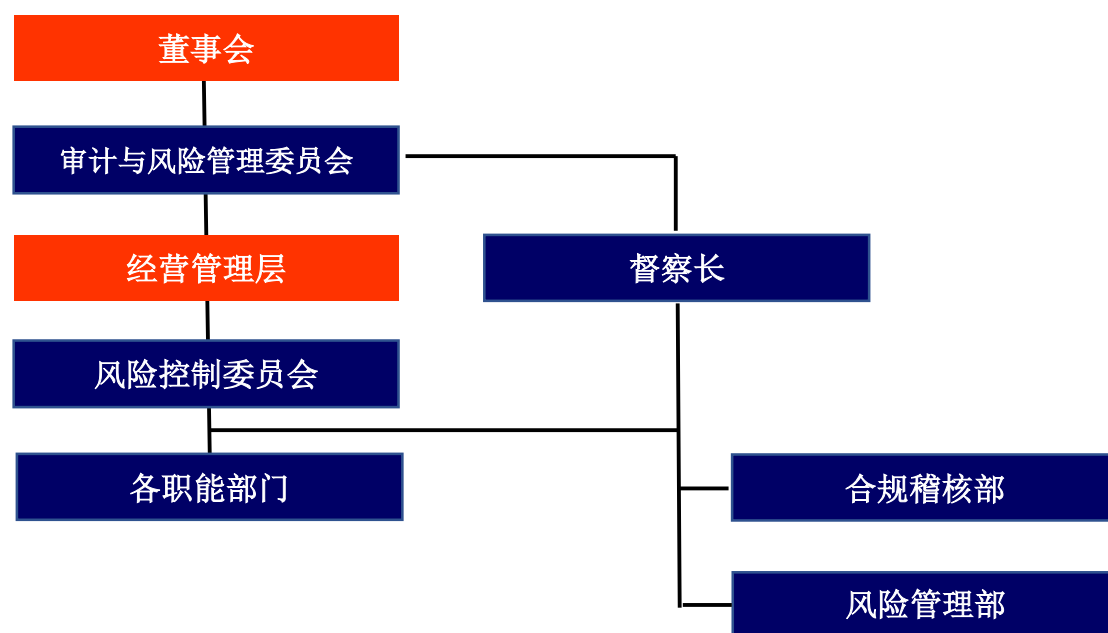 董事会
审计与风险管理委员会
经营管理层
督察长
风险控制委员会
各职能部门
合规稽核部
风险管理部